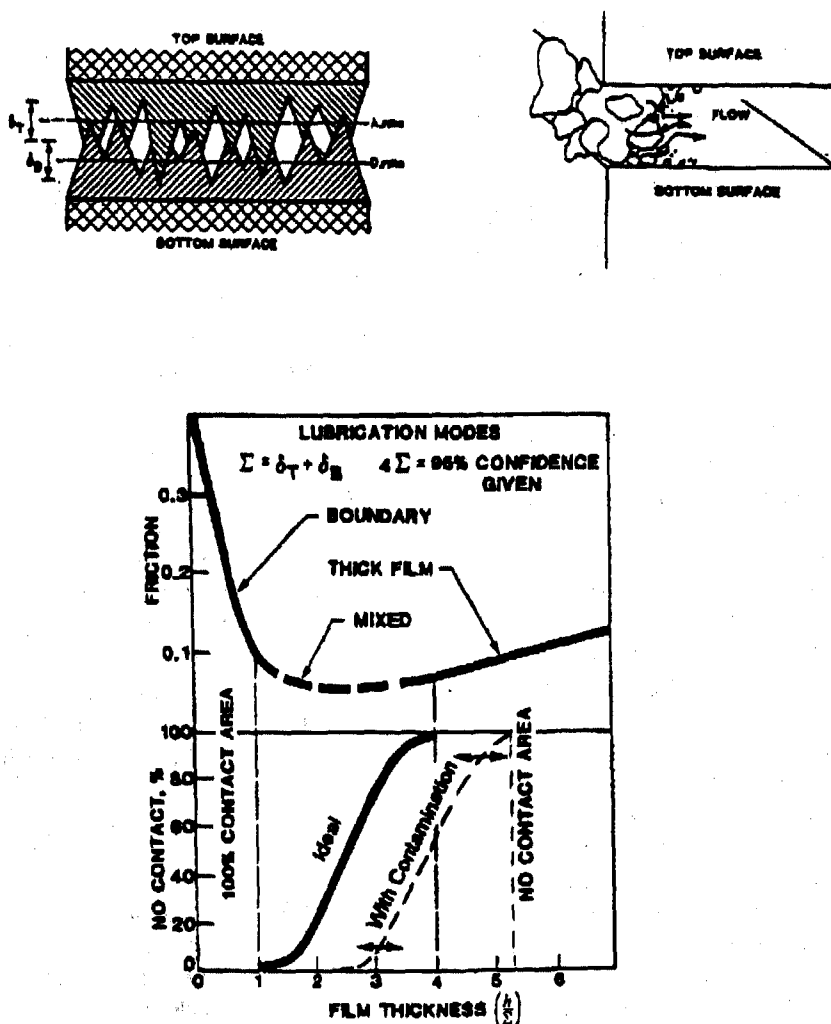 TOP SURFACE
δT
δB
BOTTOM SURFACE
TOP SURFACE
FLOW
BOTTOM SURFACE
LUBRICATION MODES
Σ = δT + δB 4Σ = 96% CONFIDENCE
GIVEN
BOUNDARY
THICK FILM
MIXED
FRICTION
0.3
0.2
0.1
NO CONTACT, %
100
80
60
40
20
0
100% CONTACT AREA
Ideal
With Contamination
NO CONTACT AREA
0 1 2 3 4 5 6
FILM THICKNESS (h/Σ)